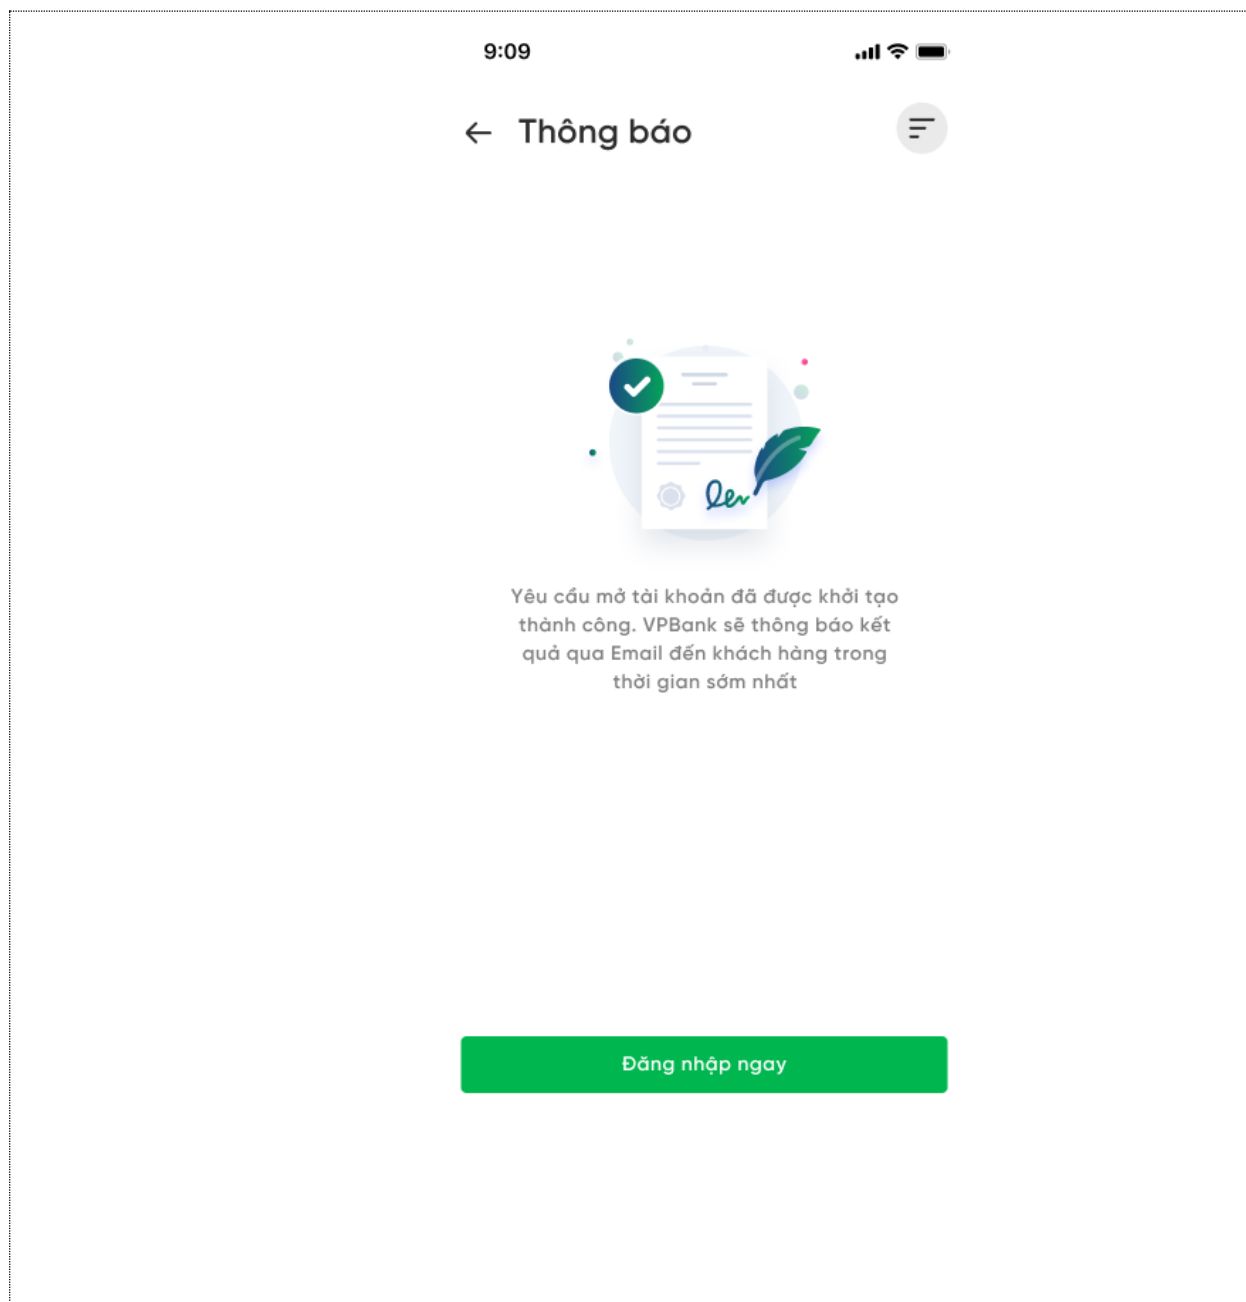 9:09
Thông báo
Yêu cầu mở tài khoản đã được khởi tạo
thành công. VPBank sẽ thông báo kết
quả qua Email đến khách hàng trong
thời gian sớm nhất
Đăng nhập ngay